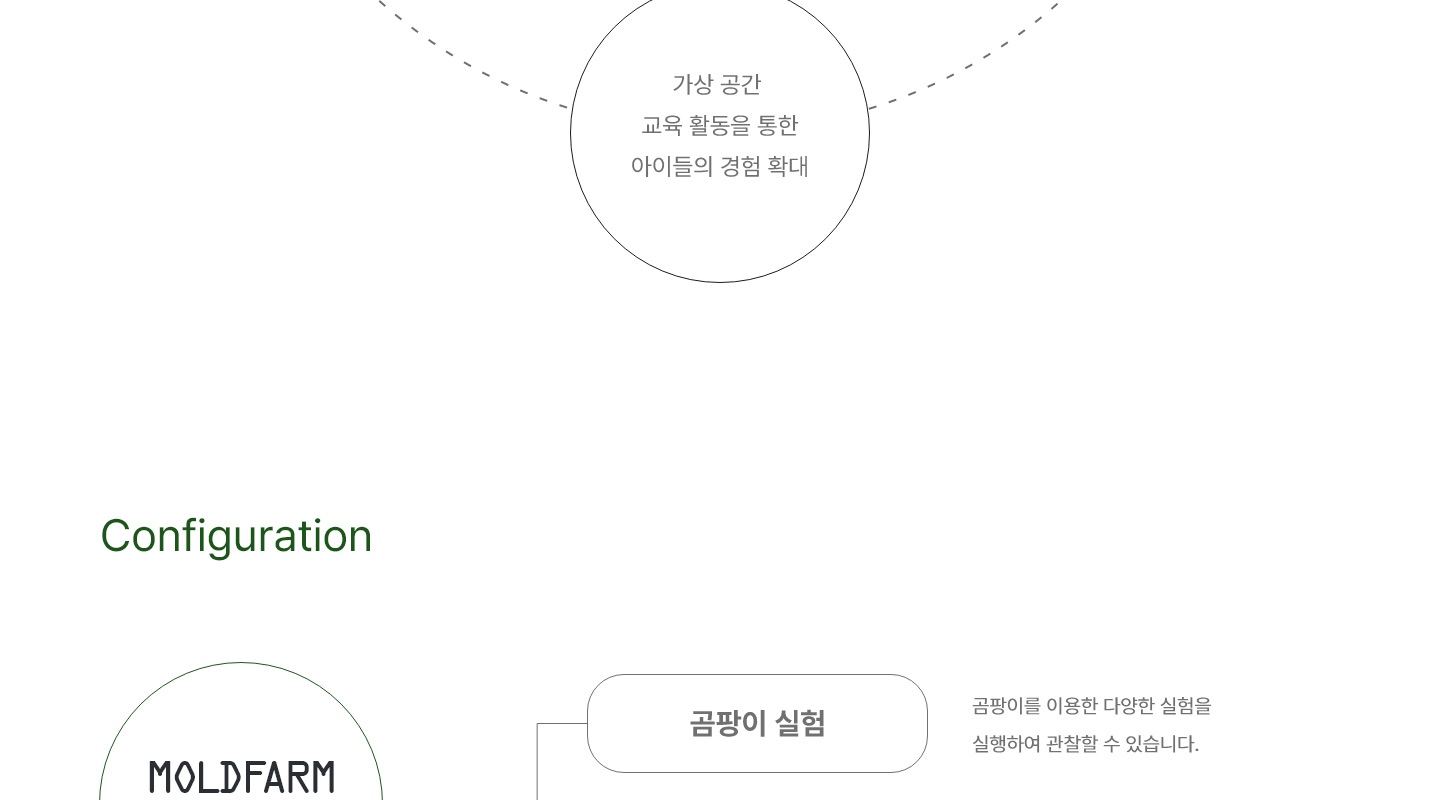 가상 공간
교육 활동을 통한
아이들의 경험 확대
Configuration
MOLDFARM
곰팡이 실험
곰팡이를 이용한 다양한 실험을
실행하여 관찰할 수 있습니다.